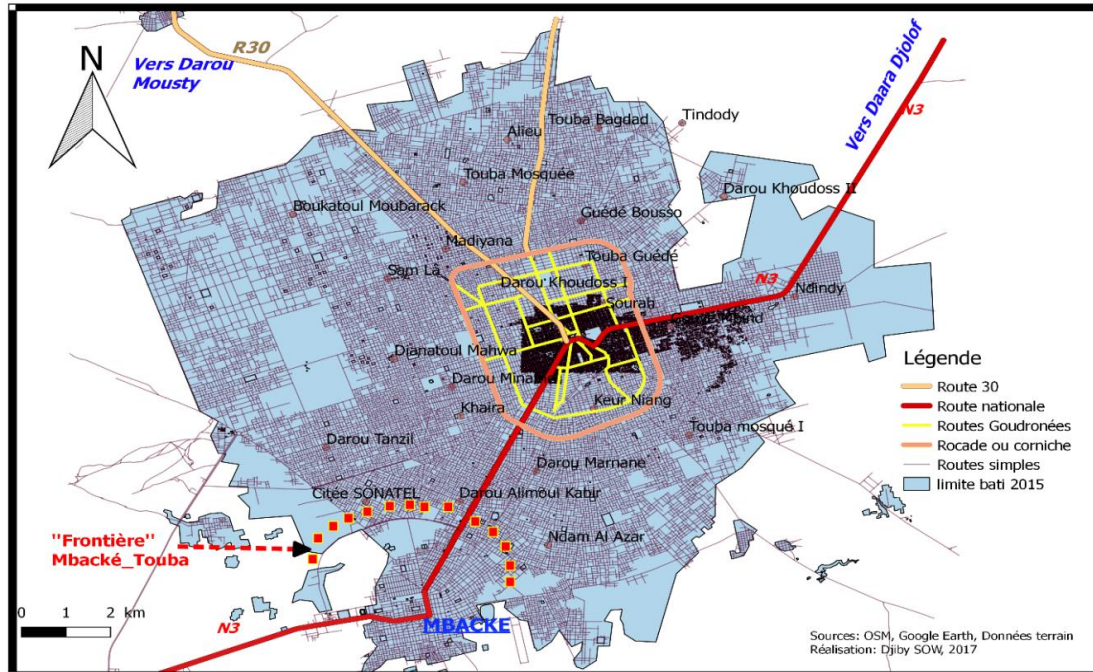 R30
N
Vers Darou
Mousty
Vers Daara Djolof
N3
Touba Bagdad
Tindody
Alieu
Touba Mosquée
Darou Khoudoss II
Boukatoul Moubarack
Guédé Bousso
Madiyana
Touba Guédé
Sam Là
Darou Khoudoss I
N3
Ndindy
Sourah
Djanatoul Mahwa
Légende
Darou Mina
Route 30
Keur Niang
Route nationale
Khaira
Routes Goudronées
Touba mosqué I
Rocade ou corniche
Darou Tanzil
Routes simples
Darou Marnane
limite bati 2015
Citée SONATEL
Darou Alimoul Kabir
"Frontière"
Mbacké_Touba
Ndam Al Azar
0 1 2 km
N3
MBACKE
Sources: OSM, Google Earth, Données terrain
Réalisation: Djiby SOW, 2017